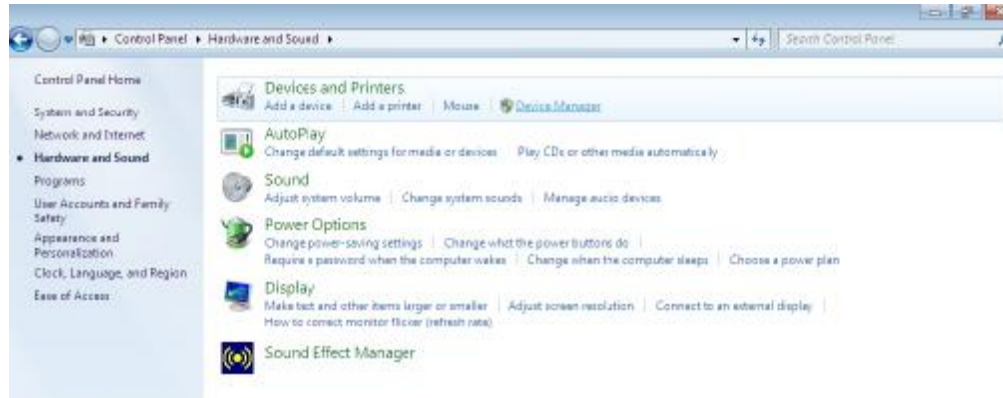 Control Panel ▸ Hardware and Sound ▸
Search Control Panel
Control Panel Home
System and Security
Network and Internet
Hardware and Sound
Programs
User Accounts and Family
Safety
Appearance and
Personalization
Clock, Language, and Region
Ease of Access
Devices and Printers
Add a device | Add a printer | Mouse | Device Manager
AutoPlay
Change default settings for media or devices | Play CDs or other media automatically
Sound
Adjust system volume | Change system sounds | Manage audio devices
Power Options
Change power-saving settings | Change what the power buttons do |
Require a password when the computer wakes | Change when the computer sleeps | Choose a power plan
Display
Make text and other items larger or smaller | Adjust screen resolution | Connect to an external display |
How to correct monitor flicker (refresh rate)
Sound Effect Manager